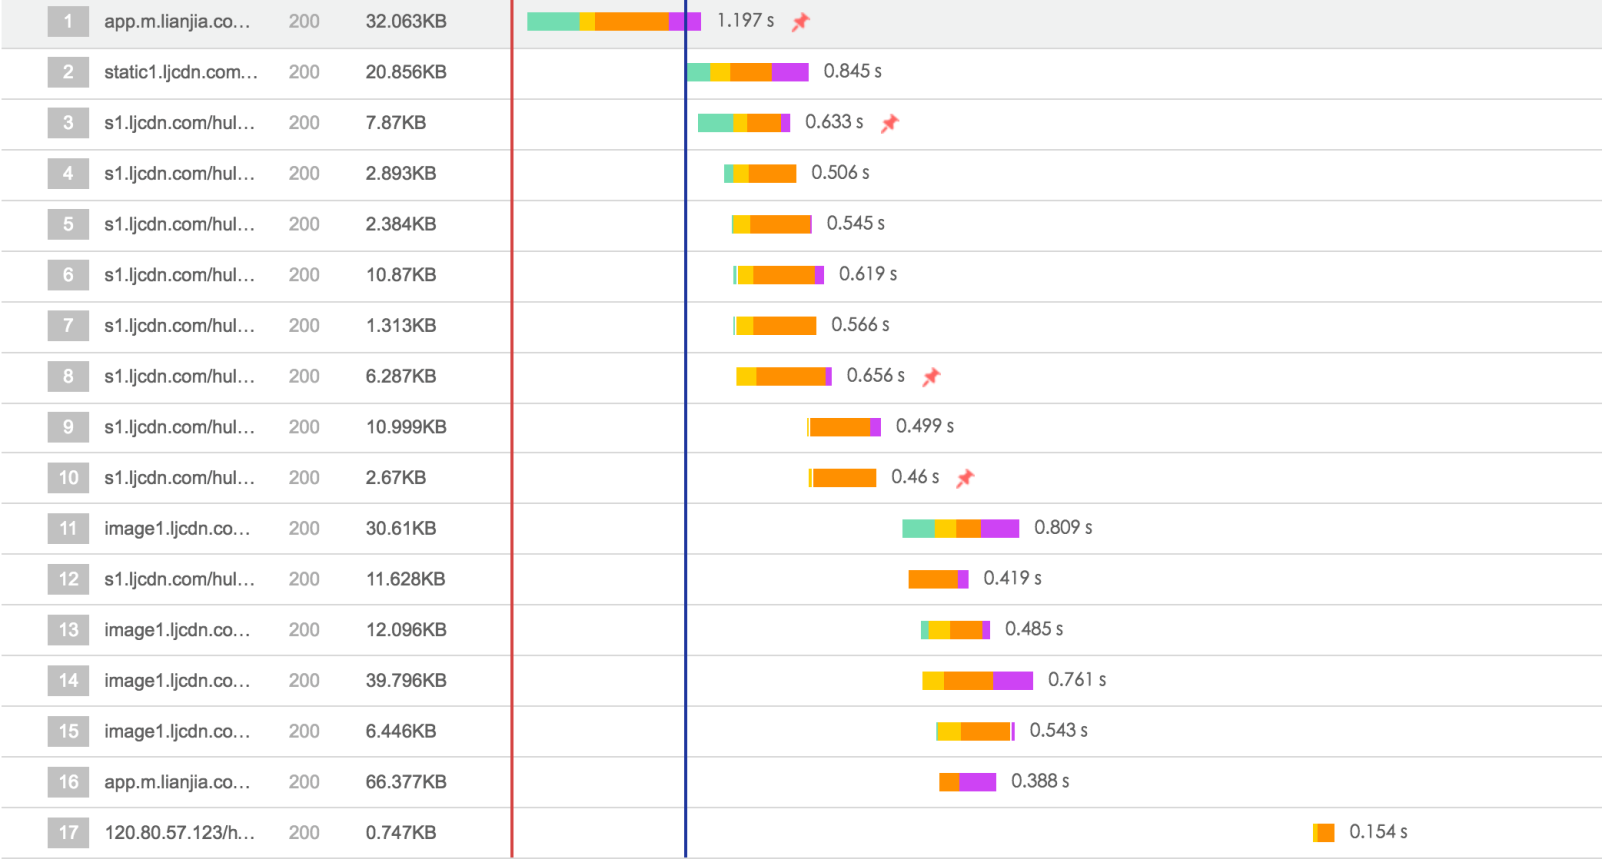 1 app.m.lianjia.co... 200 32.063KB 1.197 s
2 static1.ljcdn.com... 200 20.856KB 0.845 s
3 s1.ljcdn.com/hul... 200 7.87KB 0.633 s
4 s1.ljcdn.com/hul... 200 2.893KB 0.506 s
5 s1.ljcdn.com/hul... 200 2.384KB 0.545 s
6 s1.ljcdn.com/hul... 200 10.87KB 0.619 s
7 s1.ljcdn.com/hul... 200 1.313KB 0.566 s
8 s1.ljcdn.com/hul... 200 6.287KB 0.656 s
9 s1.ljcdn.com/hul... 200 10.999KB 0.499 s
10 s1.ljcdn.com/hul... 200 2.67KB 0.46 s
11 image1.ljcdn.co... 200 30.61KB 0.809 s
12 s1.ljcdn.com/hul... 200 11.628KB 0.419 s
13 image1.ljcdn.co... 200 12.096KB 0.485 s
14 image1.ljcdn.co... 200 39.796KB 0.761 s
15 image1.ljcdn.co... 200 6.446KB 0.543 s
16 app.m.lianjia.co... 200 66.377KB 0.388 s
17 120.80.57.123/h... 200 0.747KB 0.154 s